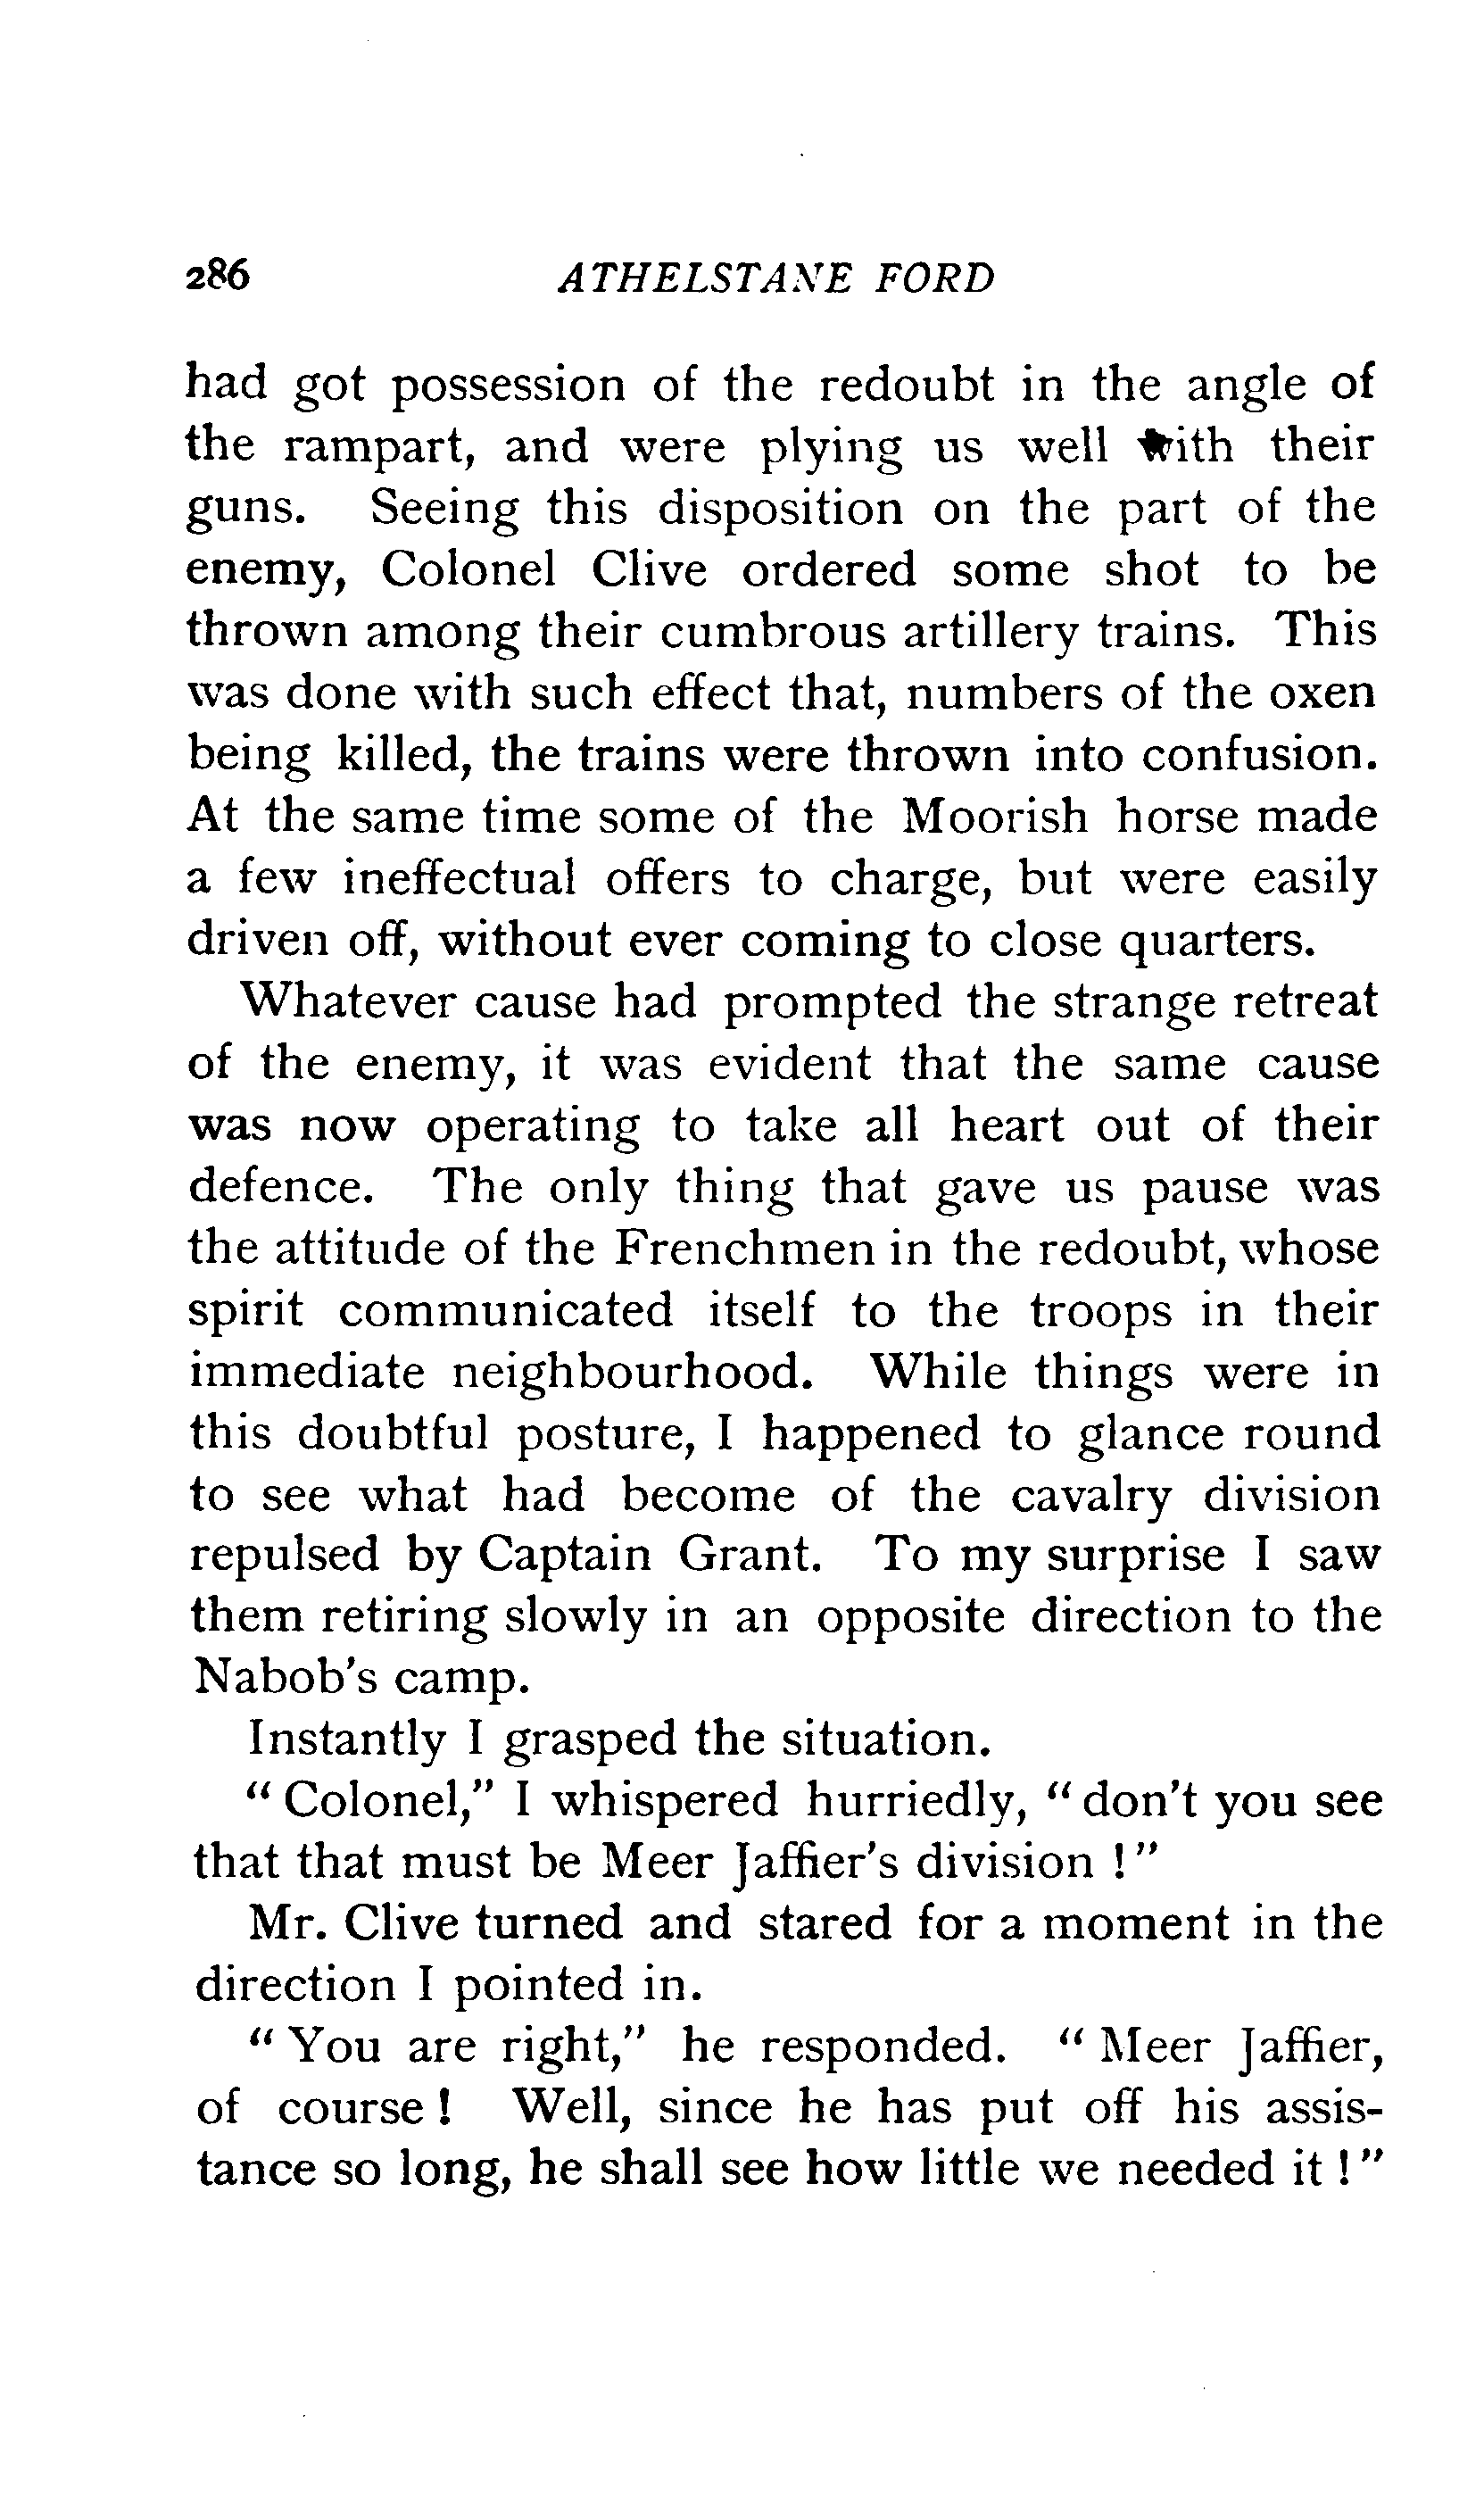 286 ATHELSTANE FORD
had got possession of the redoubt in the angle of
the rampart, and were plying us well with their
guns. Seeing this disposition on the part of the
enemy, Colonel Clive ordered some shot to be
thrown among their cumbrous artillery trains. This
was done with such effect that, numbers of the oxen
being killed, the trains were thrown into confusion.
At the same time some of the Moorish horse made
a few ineffectual offers to charge, but were easily
driven off, without ever coming to close quarters.
Whatever cause had prompted the strange retreat
of the enemy, it was evident that the same cause
was now operating to take all heart out of their
defence. The only thing that gave us pause was
the attitude of the Frenchmen in the redoubt, whose
spirit communicated itself to the troops in their
immediate neighbourhood. While things were in
this doubtful posture, I happened to glance round
to see what had become of the cavalry division
repulsed by Captain Grant. To my surprise I saw
them retiring slowly in an opposite direction to the
Nabob's camp.
Instantly I grasped the situation.
"Colonel," I whispered hurriedly, "don't you see
that that must be Meer Jaffier's division!"
Mr. Clive turned and stared for a moment in the
direction I pointed in.
"You are right," he responded. "Meer Jaffier,
of course! Well, since he has put off his assis-
tance so long, he shall see how little we needed it!"